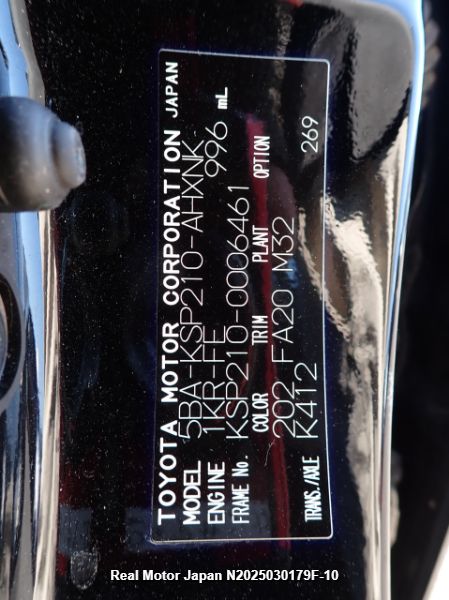 TOYOTA MOTOR CORPORATION JAPAN
MODEL 5BA-KSP210-AHXNK
ENGINE 1KR-FE 996 mL
FRAME No. KSP210-0006461
COLOR TRIM PLANT OPTION
202 FA20 M32 269
TRANS./AXLE K412
Real Motor Japan N2025030179F-10